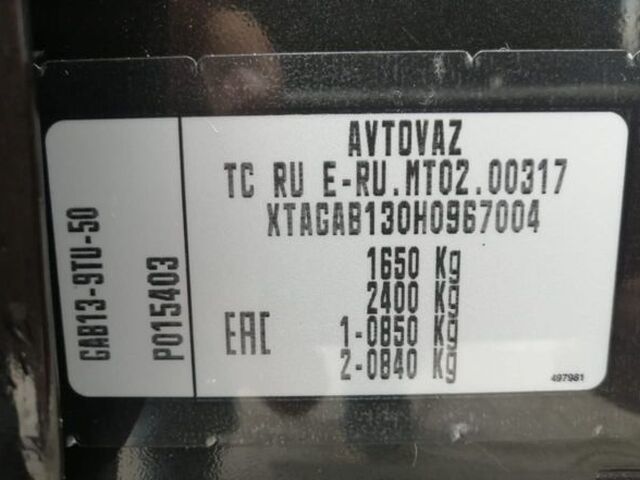 AVTOVAZ
TC RU E-RU.MT02.00317
XTAGAB130H0967004
1650 Kg
2400 Kg
1-0850 Kg
2-0840 Kg
EAC
GAB13-9TU-50
P015403
497981